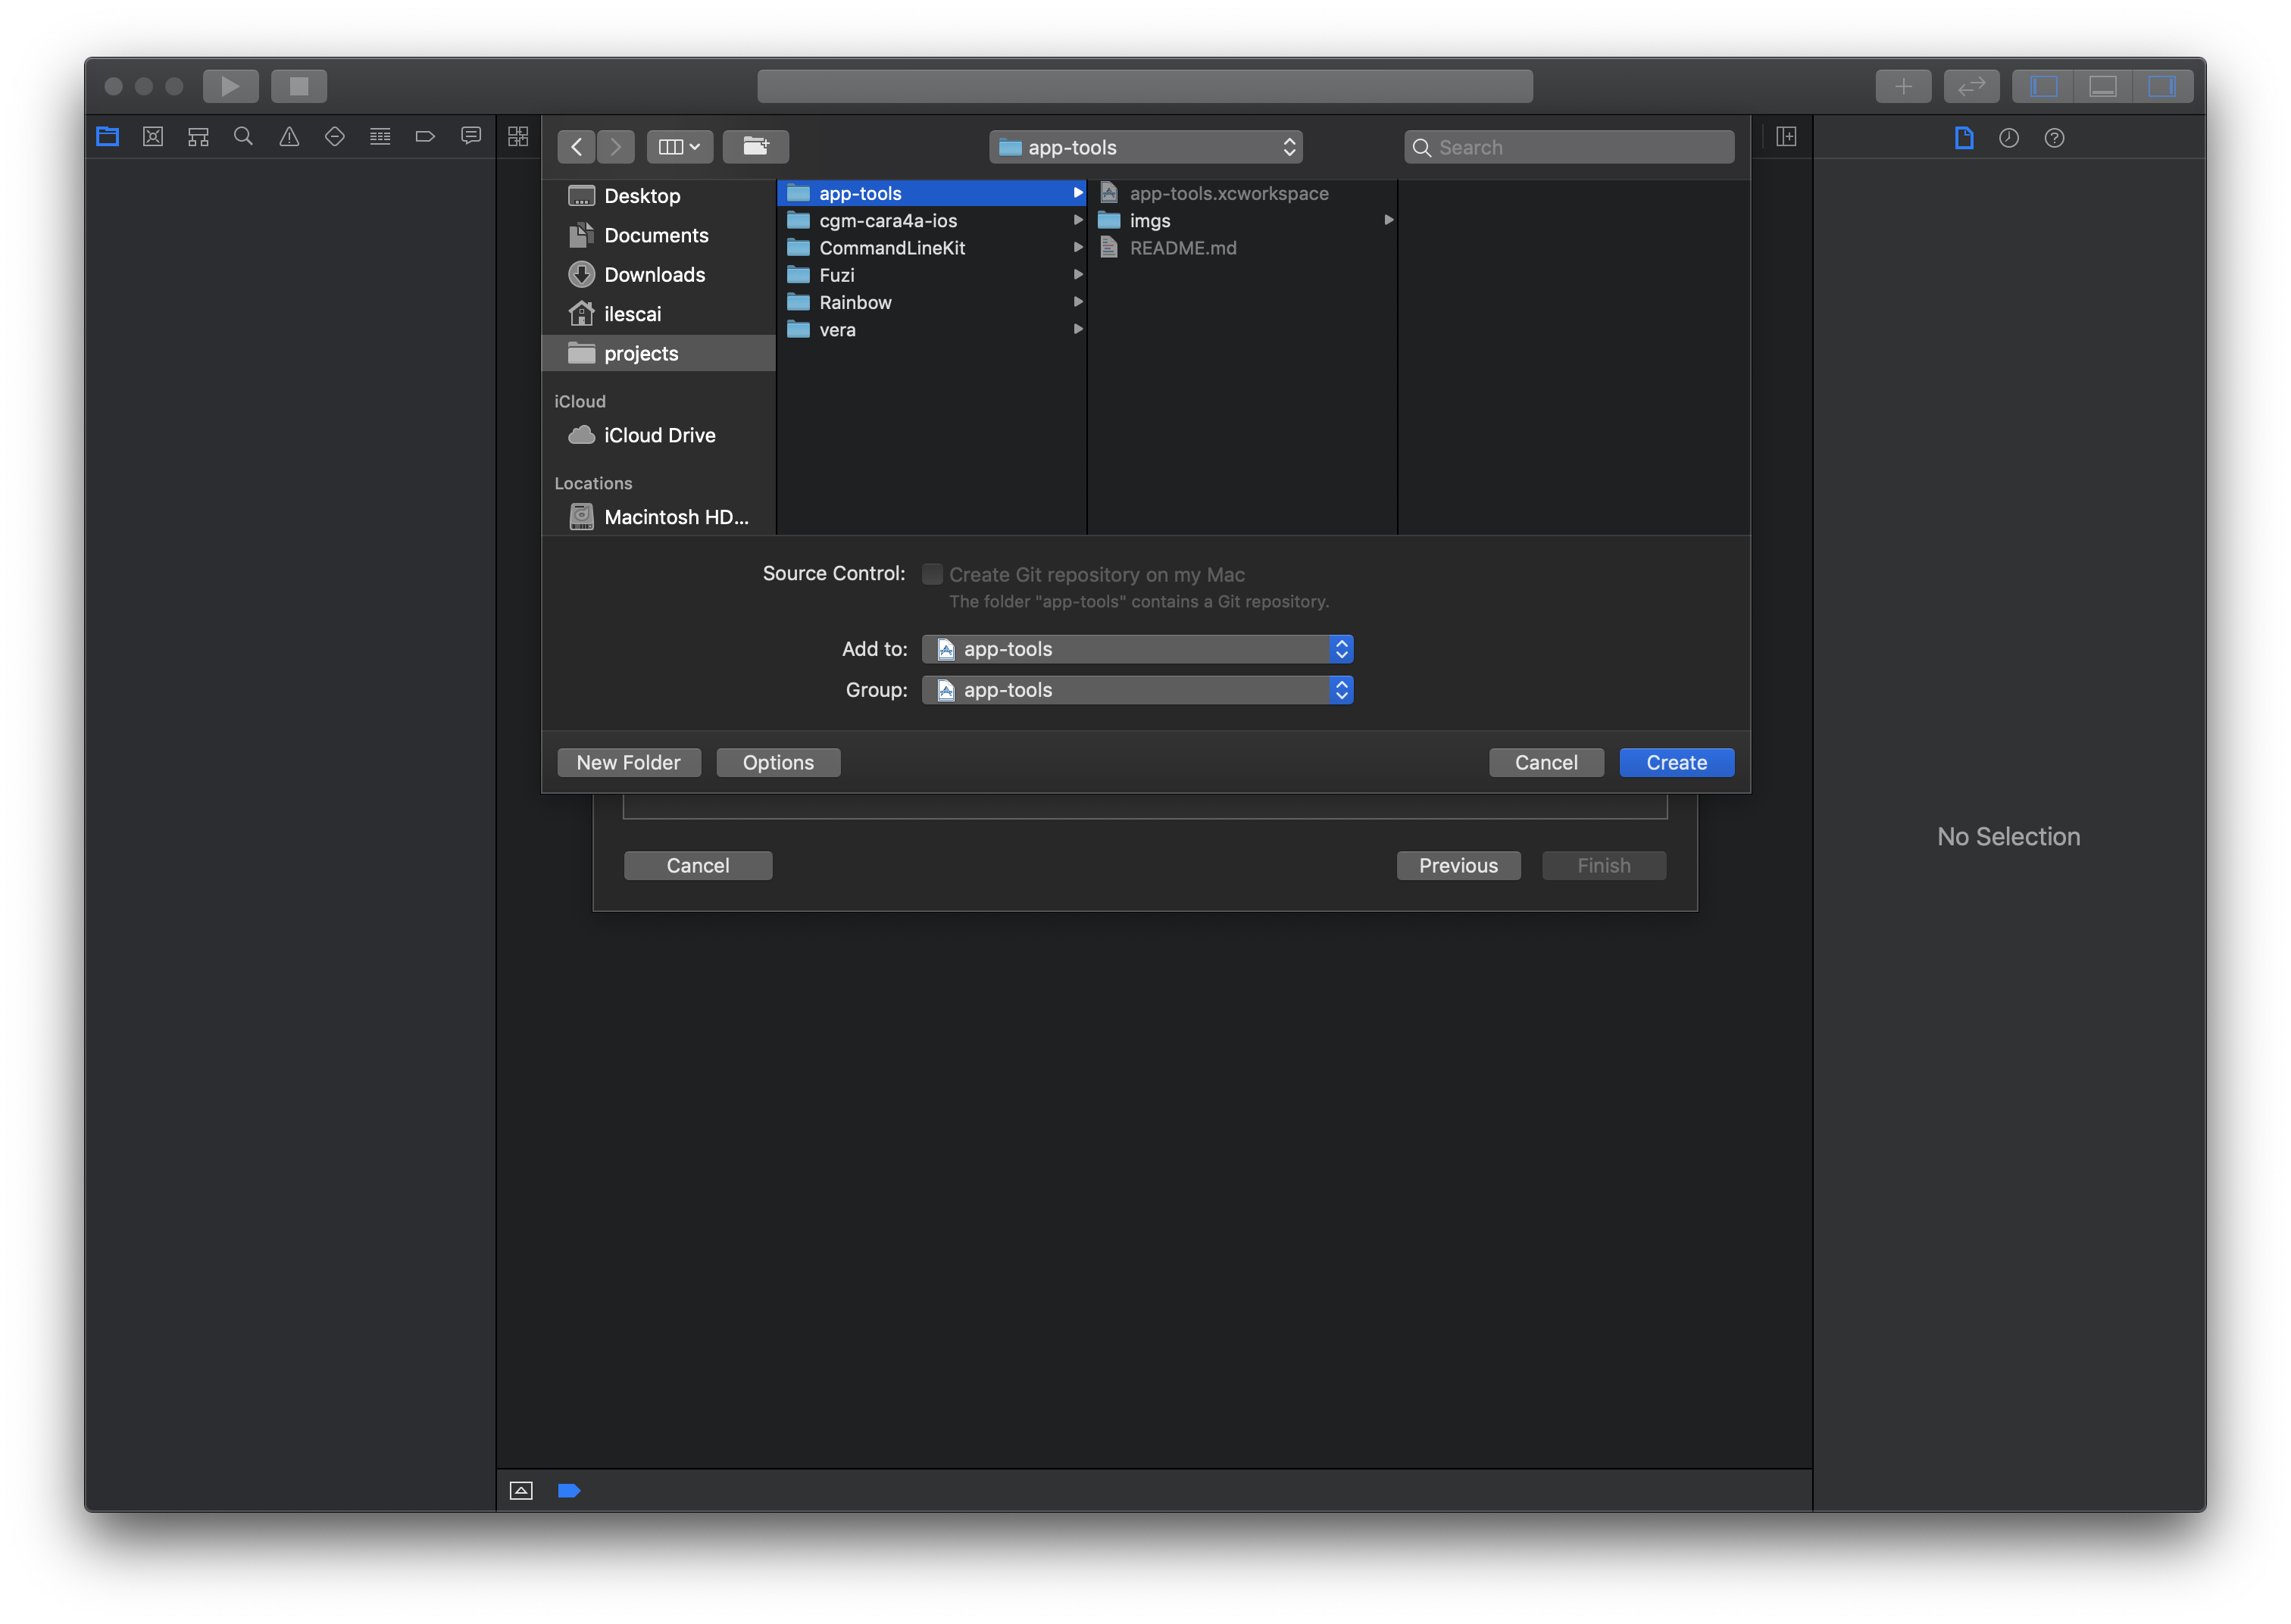 app-tools
Search
Desktop
Documents
Downloads
ilescai
projects
iCloud
iCloud Drive
Locations
Macintosh HD...
app-tools
cgm-cara4a-ios
CommandLineKit
Fuzi
Rainbow
vera
app-tools.xcworkspace
imgs
README.md
Source Control:
Create Git repository on my Mac
The folder "app-tools" contains a Git repository.
Add to: app-tools
Group: app-tools
New Folder
Options
Cancel
Create
Cancel
Previous
Finish
No Selection